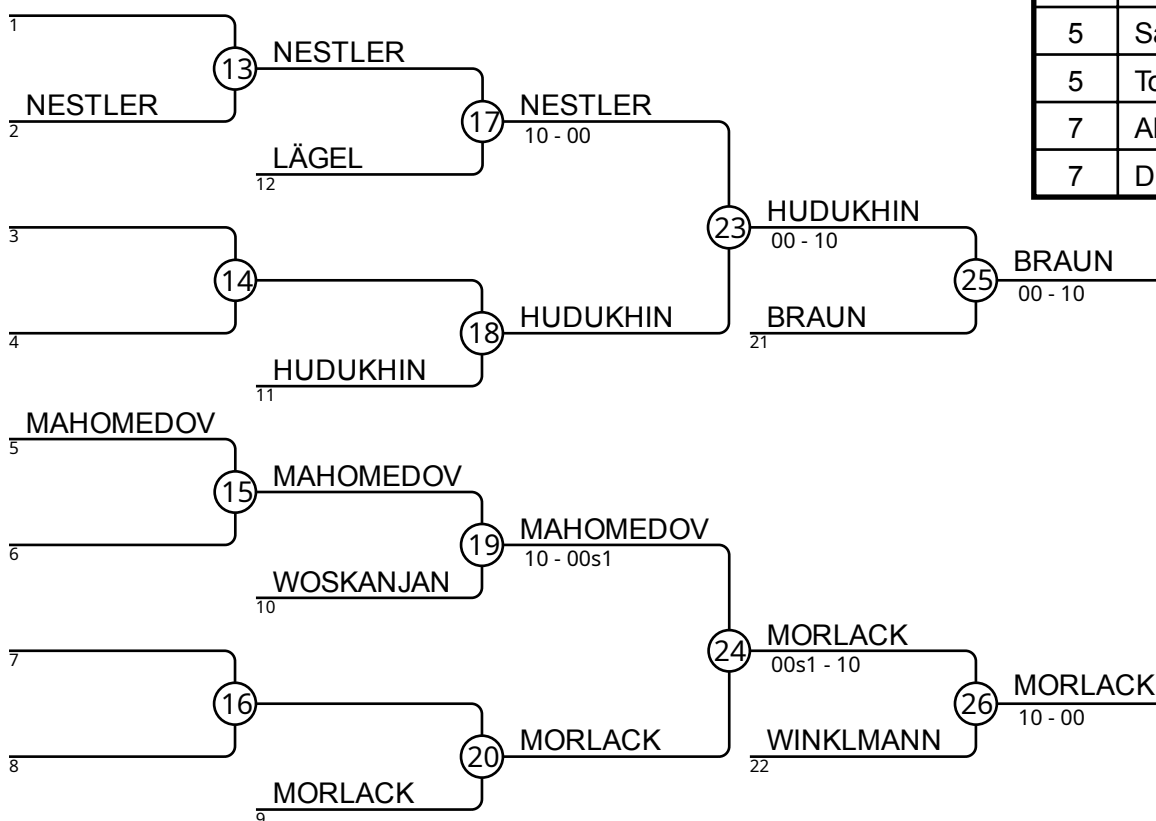 1
13
NESTLER
NESTLER
2
17
NESTLER
10 - 00
LÄGEL
12
3
14
4
18
HUDUKHIN
HUDUKHIN
11
23
HUDUKHIN
00 - 10
BRAUN
21
25
BRAUN
00 - 10
MAHOMEDOV
5
15
MAHOMEDOV
6
19
MAHOMEDOV
10 - 00s1
WOSKANJAN
10
7
16
8
20
MORLACK
MORLACK
9
24
MORLACK
00s1 - 10
WINKLMANN
22
26
MORLACK
10 - 00
5
5
7
7